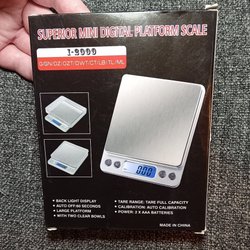 SUPERIOR MINI DIGITAL PLATFORM SCALE
I-2000
G/GN/OZ/OZT/DWT/CT/LB/TL/ML
000
· BACK LIGHT DISPLAY
· AUTO OFF:60 SECONDS
· LARGE PLATFORM
· WITH TWO CLEAR BOWLS
· TARE RANGE: TARE FULL CAPACITY
· CALIBRATION: AUTO CALIBRATION
· POWER: 2 X AAA BATTERIES
MADE IN CHINA